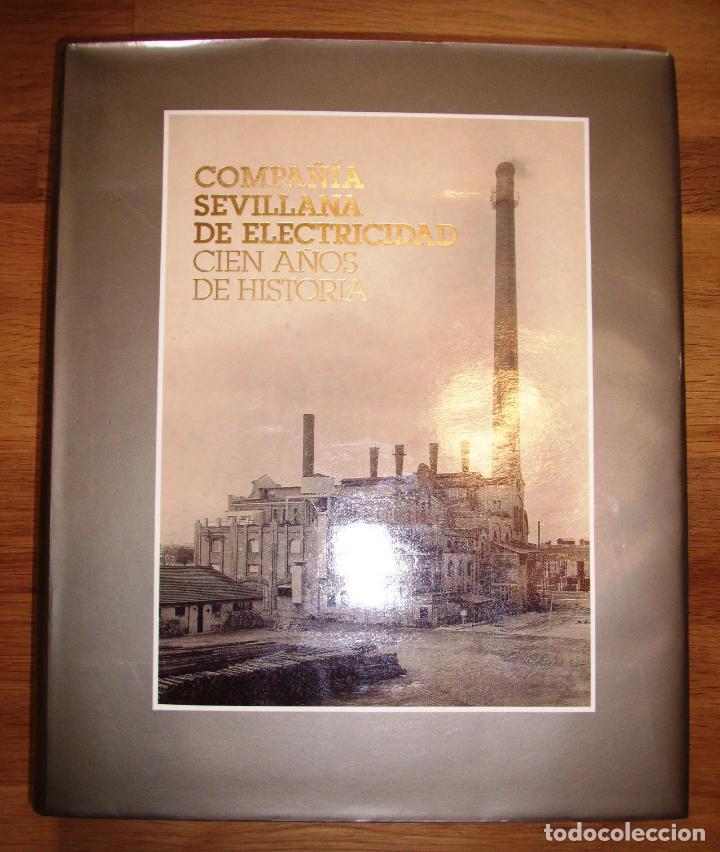 COMPAÑÍA
SEVILLANA
DE ELECTRICIDAD
CIEN AÑOS
DE HISTORIA
todocoleccion